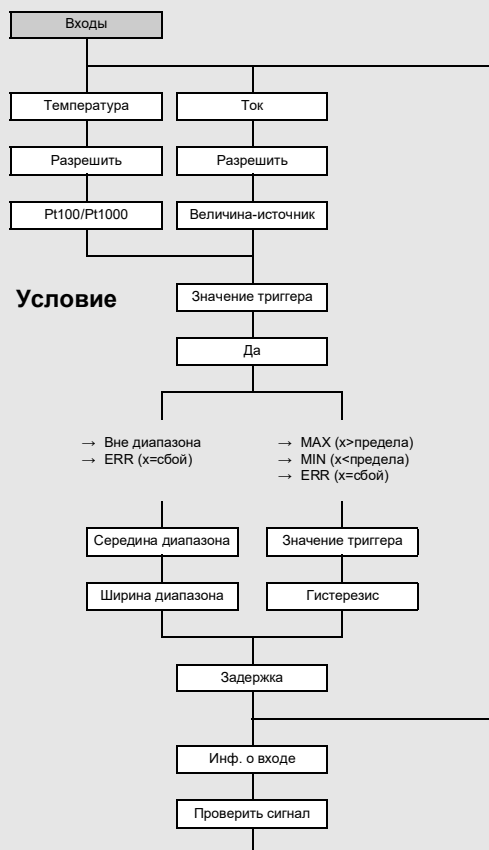 Входы
Температура
Ток
Разрешить
Разрешить
Pt100/Pt1000
Величина-источник
Условие
Значение триггера
Да
→ Вне диапазона
→ ERR (x=сбой)
→ MAX (x>предела)
→ MIN (x<предела)
→ ERR (x=сбой)
Середина диапазона
Значение триггера
Ширина диапазона
Гистерезис
Задержка
Инф. о входе
Проверить сигнал